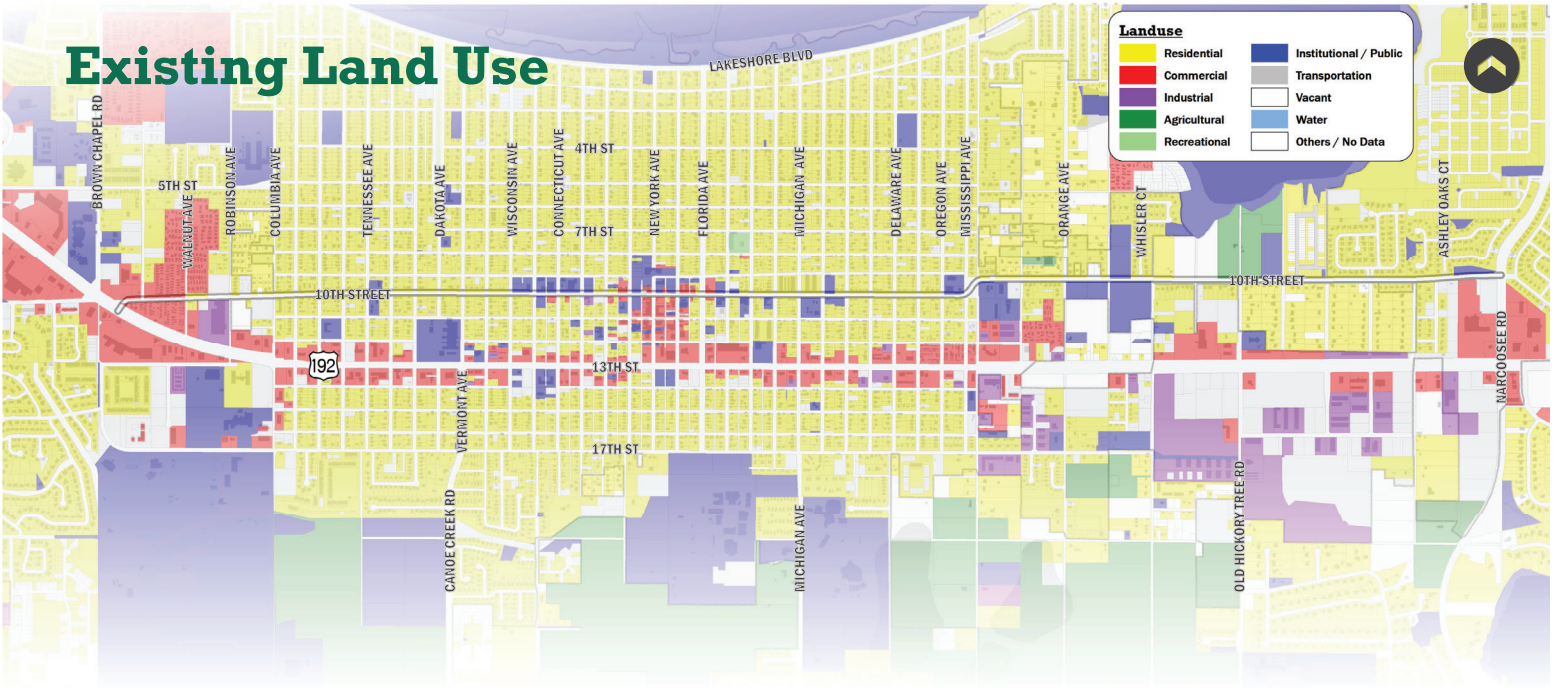 Existing Land Use
Landuse
Residential
Commercial
Industrial
Agricultural
Recreational
Institutional / Public
Transportation
Vacant
Water
Others / No Data
LAKESHORE BLVD
BROWN CHAPEL RD
5TH ST
WALNUT AVE
ROBINSON AVE
COLUMBIA AVE
TENNESSEE AVE
DAKOTA AVE
WISCONSIN AVE
CONNECTICUT AVE
4TH ST
7TH ST
NEW YORK AVE
FLORIDA AVE
MICHIGAN AVE
DELAWARE AVE
OREGON AVE
MISSISSIPPI AVE
ORANGE AVE
WHISLER CT
ASHLEY OAKS CT
10TH STREET
10TH STREET
192
13TH ST
VERMONT AVE
NARCOOSEE RD
17TH ST
CANOE CREEK RD
MICHIGAN AVE
OLD HICKORY TREE RD